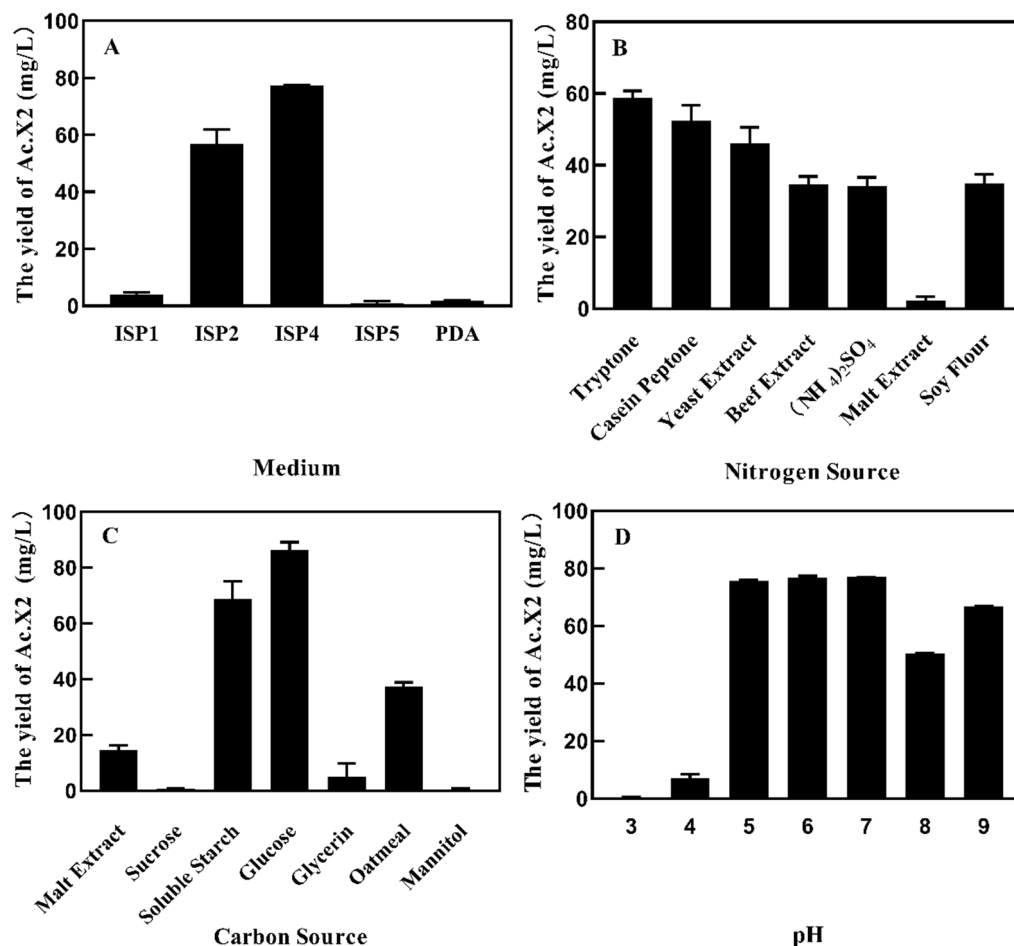 A
The yield of Ac.X2 (mg/L)
100
80
60
40
20
0
ISP1 ISP2 ISP4 ISP5 PDA
Medium
B
The yield of Ac.X2 (mg/L)
80
60
40
20
0
Tryptone
Casein Peptone
Yeast Extract
Beef Extract
(NH4)2SO4
Malt Extract
Soy Flour
Nitrogen Source
C
The yield of Ac.X2 (mg/L)
100
80
60
40
20
0
Malt Extract
Sucrose
Soluble Starch
Glucose
Glycerin
Oatmeal
Mannitol
Carbon Source
D
The yield of Ac.X2 (mg/L)
100
80
60
40
20
0
3 4 5 6 7 8 9
pH